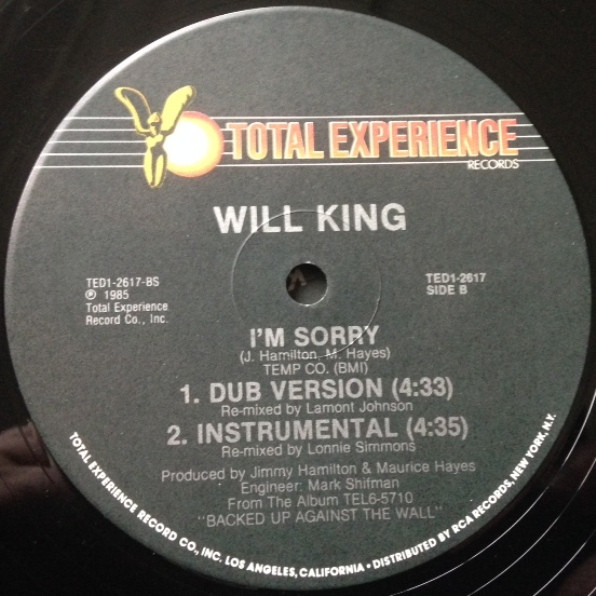 TOTAL EXPERIENCE
RECORDS
WILL KING
TED1-2617-BS
℗ 1985
Total Experience
Record Co., Inc.
TED1-2617
SIDE B
I'M SORRY
(J. Hamilton, M. Hayes)
TEMP CO. (BMI)
1. DUB VERSION (4:33)
Re-mixed by Lamont Johnson
2. INSTRUMENTAL (4:35)
Re-mixed by Lonnie Simmons
Produced by Jimmy Hamilton & Maurice Hayes
Engineer: Mark Shifman
From The Album TEL6-5710
"BACKED UP AGAINST THE WALL"
TOTAL EXPERIENCE RECORD CO., INC. LOS ANGELES, CALIFORNIA • DISTRIBUTED BY RCA RECORDS, NEW YORK, N.Y.